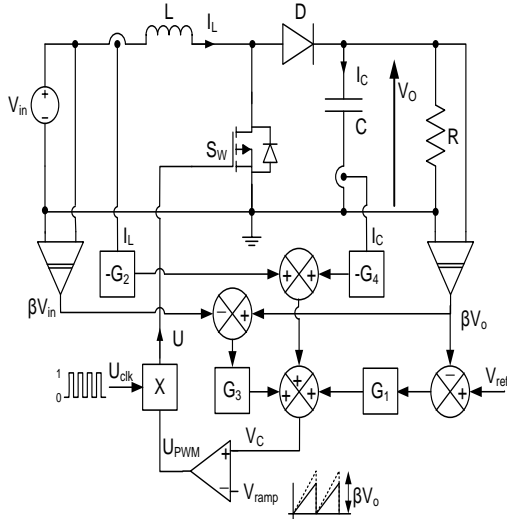 L I_L D
V_in + −
I_C V_O
C R
S_W
I_L I_C
-G_2 + + -G_4
βV_in − + βV_o
U
1 0 U_clk X G_3 + + + G_1 − + V_ref
U_PWM V_C
+ −
V_ramp βV_o